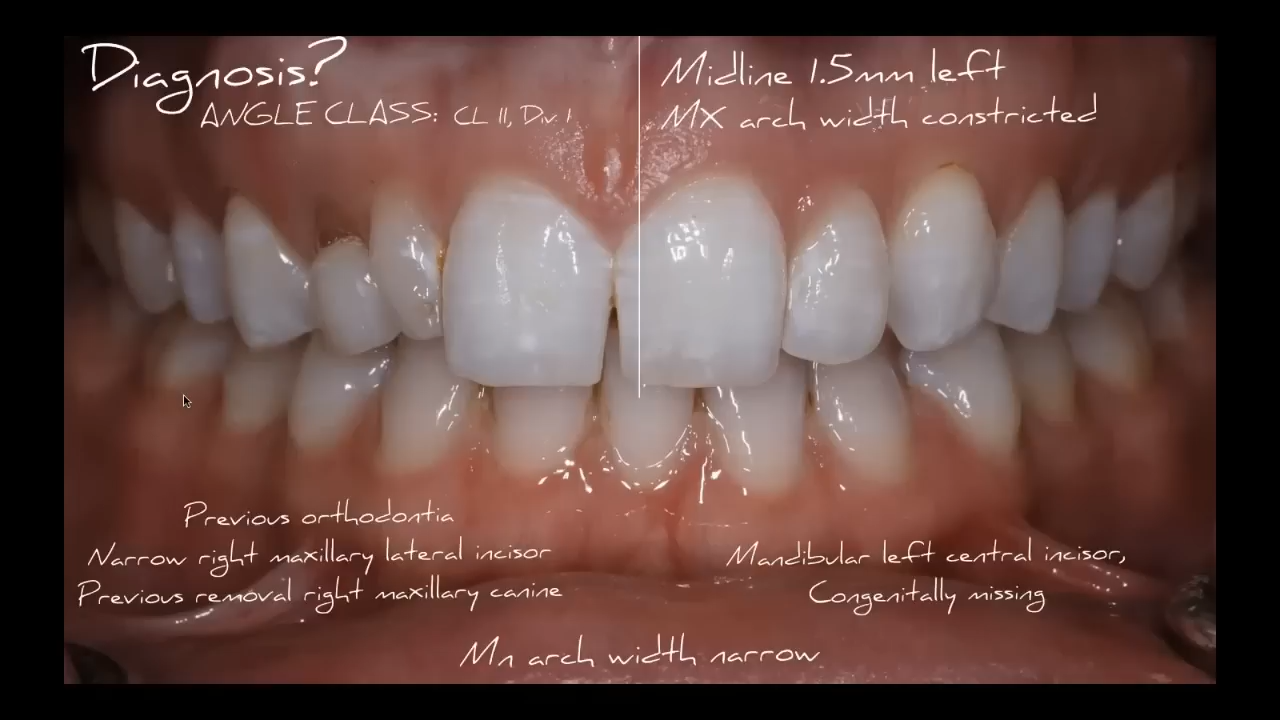 Diagnosis?
ANGLE CLASS: CL II, Div. I
Midline 1.5mm left
MX arch width constricted
Previous orthodontia
Narrow right maxillary lateral incisor
Previous removal right maxillary canine
Mandibular left central incisor,
Congenitally missing
Mn arch width narrow